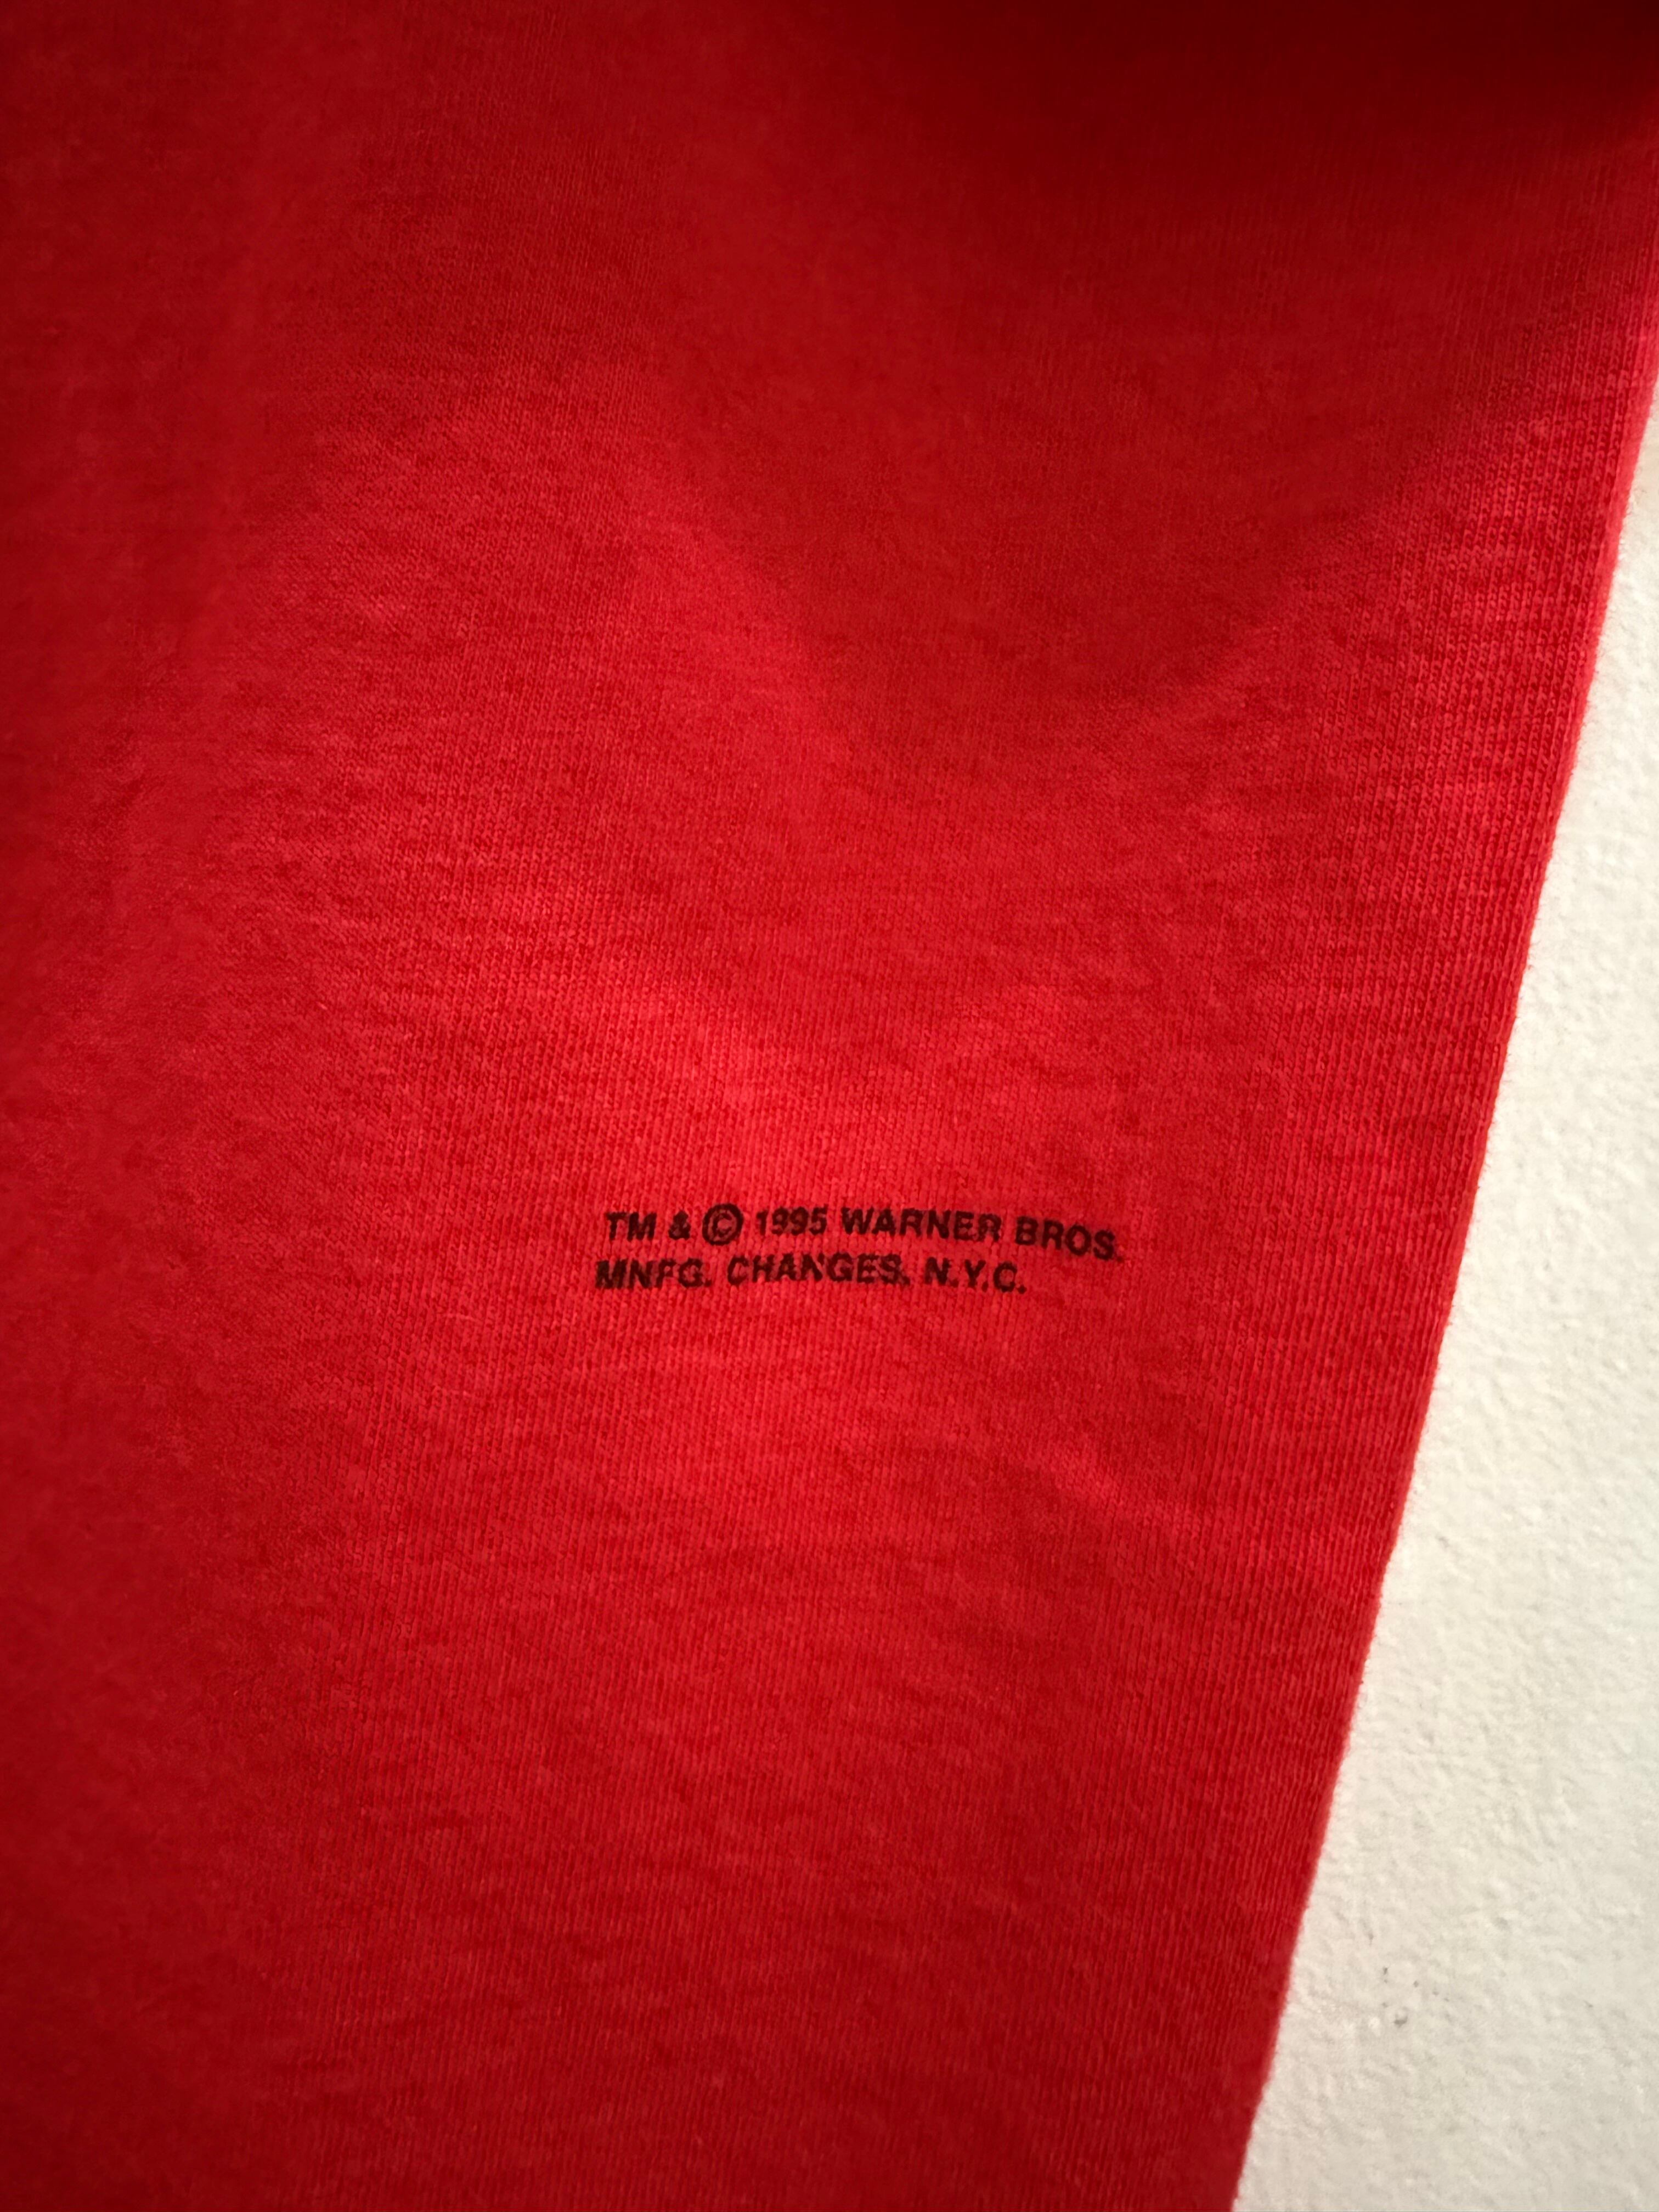 TM & © 1995 WARNER BROS.
MNFG. CHANGES, N.Y.C.